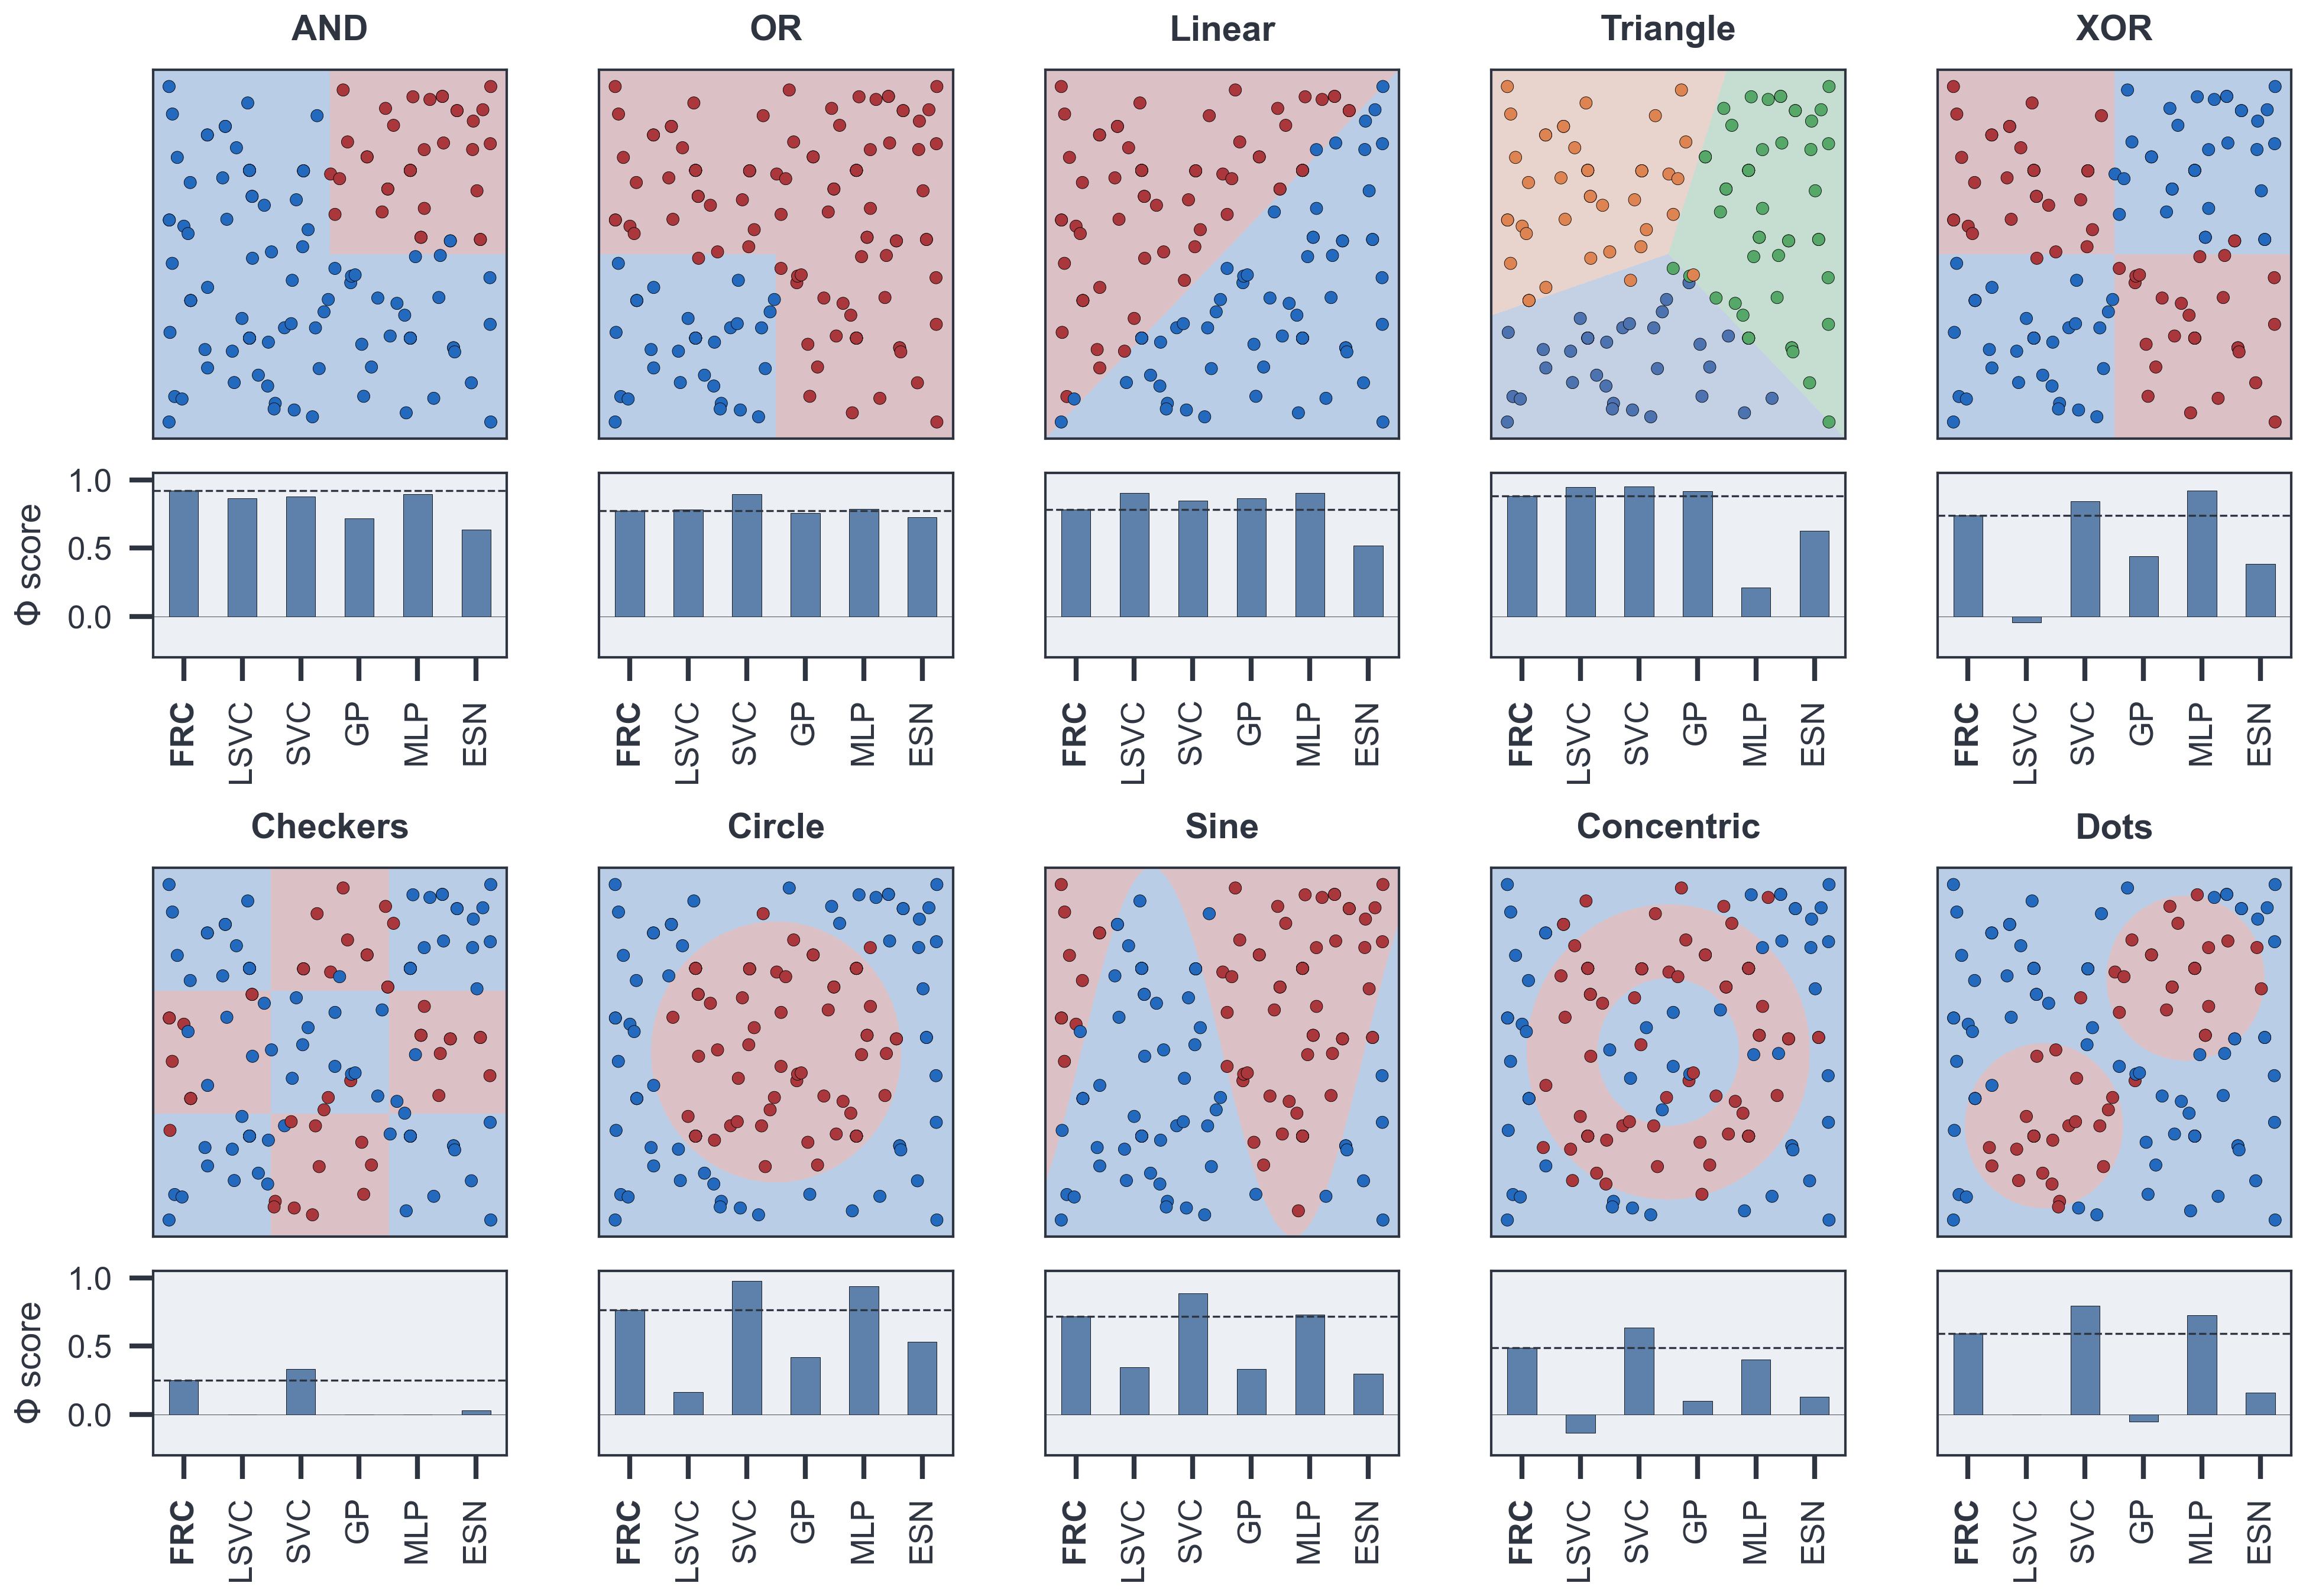 AND
OR
Linear
Triangle
XOR
1.0
0.5
0.0
Φ score
FRC
LSVC
SVC
GP
MLP
ESN
FRC
LSVC
SVC
GP
MLP
ESN
FRC
LSVC
SVC
GP
MLP
ESN
FRC
LSVC
SVC
GP
MLP
ESN
FRC
LSVC
SVC
GP
MLP
ESN
Checkers
Circle
Sine
Concentric
Dots
1.0
0.5
0.0
Φ score
FRC
LSVC
SVC
GP
MLP
ESN
FRC
LSVC
SVC
GP
MLP
ESN
FRC
LSVC
SVC
GP
MLP
ESN
FRC
LSVC
SVC
GP
MLP
ESN
FRC
LSVC
SVC
GP
MLP
ESN